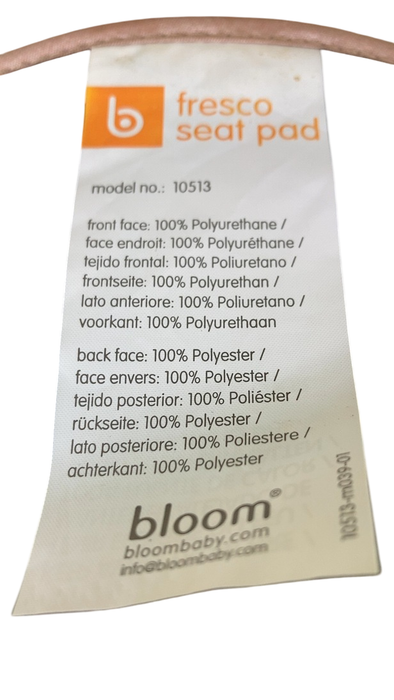 b
fresco
seat pad
model no.: 10513
front face: 100% Polyurethane /
face endroit: 100% Polyuréthane /
tejido frontal: 100% Poliuretano /
frontseite: 100% Polyurethan /
lato anteriore: 100% Poliuretano /
voorkant: 100% Polyurethaan
back face: 100% Polyester /
face envers: 100% Polyester /
tejido posterior: 100% Poliéster /
rückseite: 100% Polyester /
lato posteriore: 100% Poliestere /
achterkant: 100% Polyester
bloom®
bloombaby.com
info@bloombaby.com
10513-m039-01